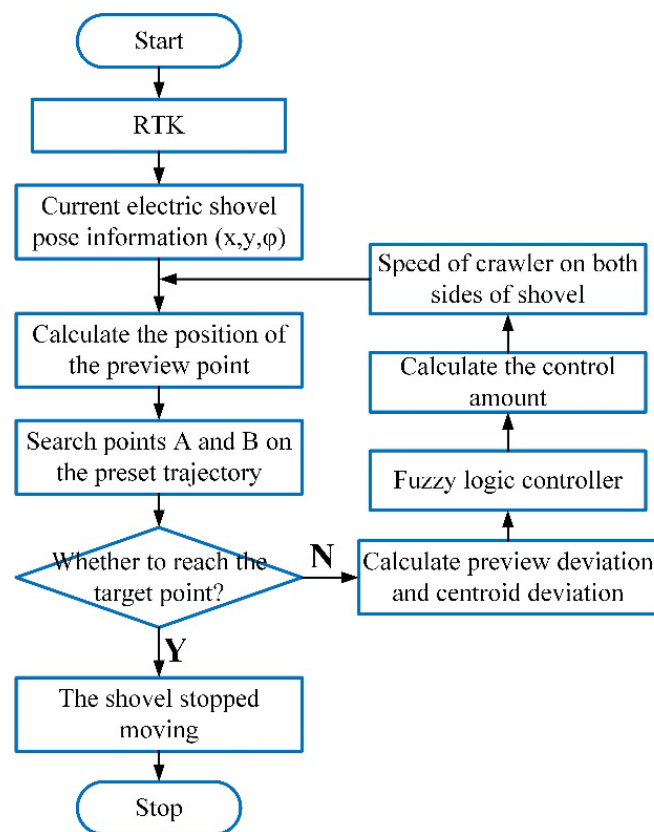 Start
RTK
Current electric shovel
pose information (x,y,φ)
Speed of crawler on both
sides of shovel
Calculate the position of
the preview point
Calculate the control
amount
Search points A and B on
the preset trajectory
Fuzzy logic controller
Whether to reach the
target point?
N
Calculate preview deviation
and centroid deviation
Y
The shovel stopped
moving
Stop